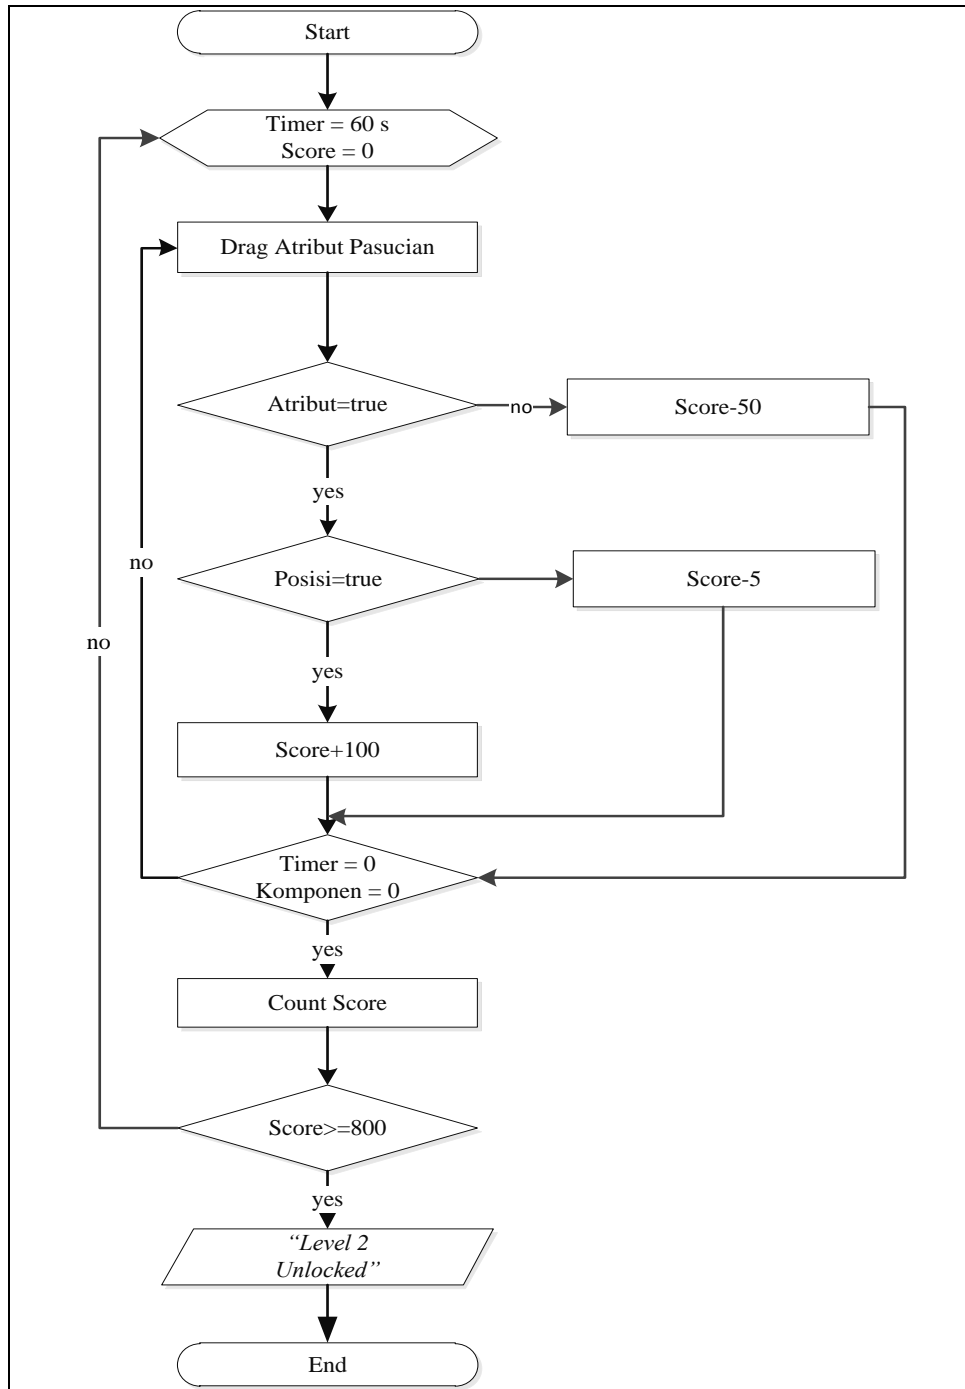 Start
Timer = 60 s
Score = 0
Drag Atribut Pasucian
Atribut=true
no
Score-50
yes
Posisi=true
Score-5
no
no
yes
Score+100
Timer = 0
Komponen = 0
yes
Count Score
Score>=800
yes
“Level 2
Unlocked”
End